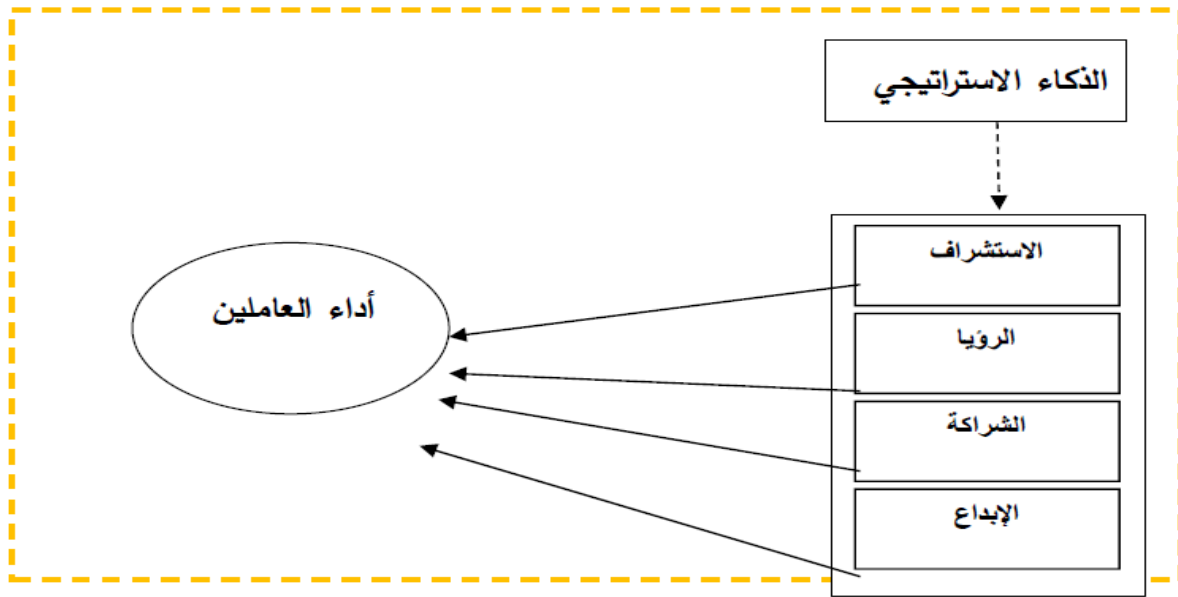 الذكاء الاستراتيجي
الاستشراف
أداء العاملين
الرؤيا
الشراكة
الإبداع